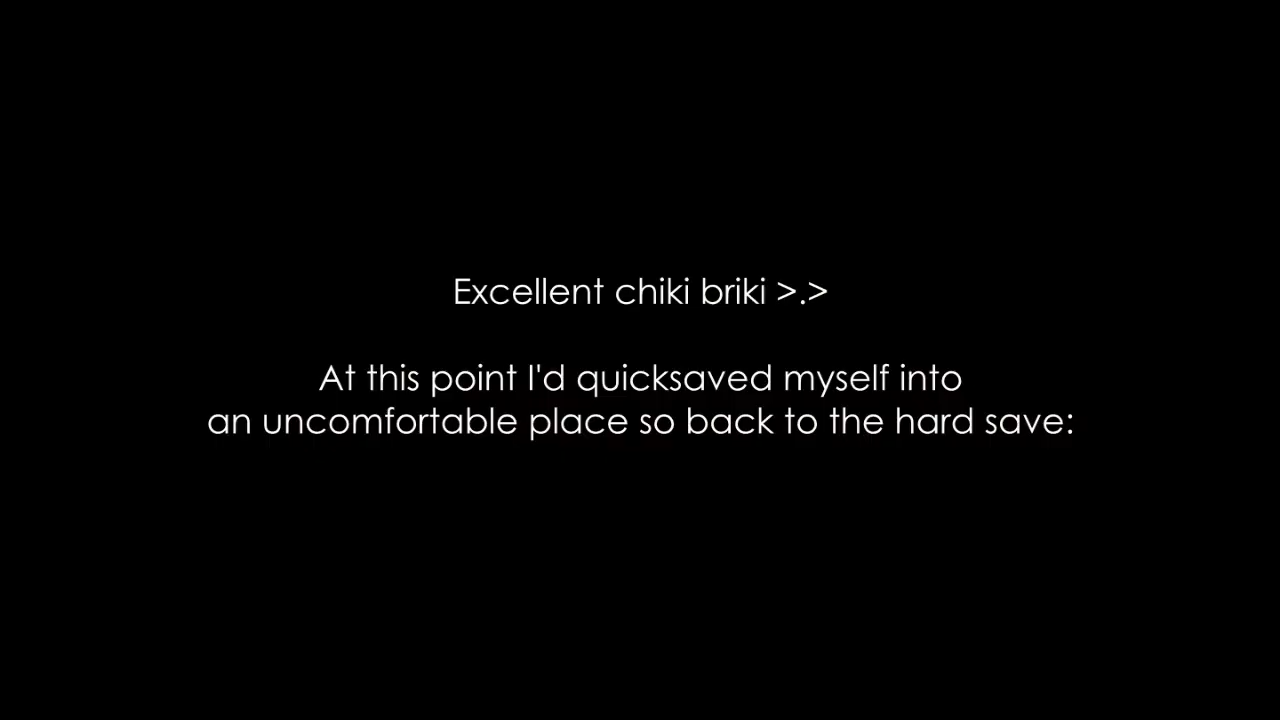 Excellent chiki briki >.>
At this point I'd quicksaved myself into
an uncomfortable place so back to the hard save: